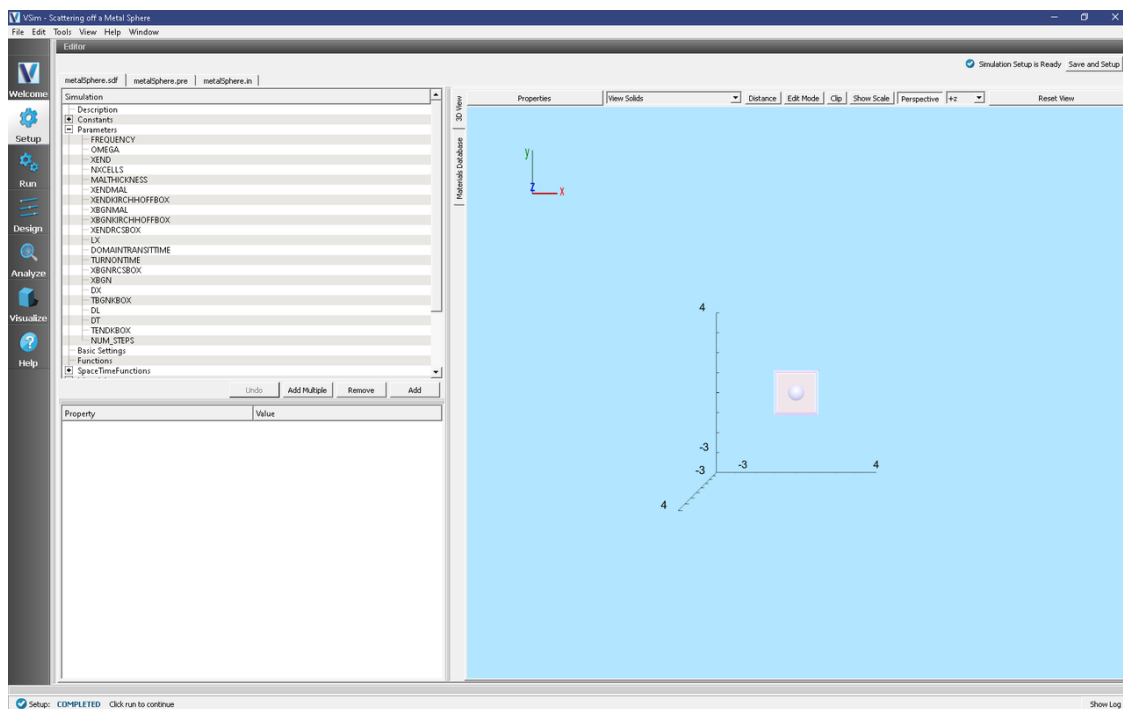 VSim - Scattering off a Metal Sphere
File Edit Tools View Help Window
Editor
Simulation Setup is Ready Save and Setup
Welcome
Setup
Run
Design
Analyze
Visualize
Help
metalSphere.sdf metalSphere.pre metalSphere.in
Simulation
Description
Constants
Parameters
FREQUENCY
OMEGA
XEND
NXCELLS
MALTHICKNESS
XENDMAL
XENDKIRCHHOFFBOX
XBGNMAL
XBGNKIRCHHOFFBOX
XENDRCSBOX
LX
DOMAINTRANSITTIME
TURNONTIME
XBGNRCSBOX
XBGN
DX
TBGNKBOX
DL
DT
TENDKBOX
NUM_STEPS
Basic Settings
Functions
SpaceTimeFunctions
Undo Add Multiple Remove Add
Property Value
3D View
Materials Database
Properties View Solids Distance Edit Mode Clip Show Scale Perspective +z Reset View
y
z x
4
-3
-3 -3 4
4
Setup: COMPLETED Click run to continue Show Log